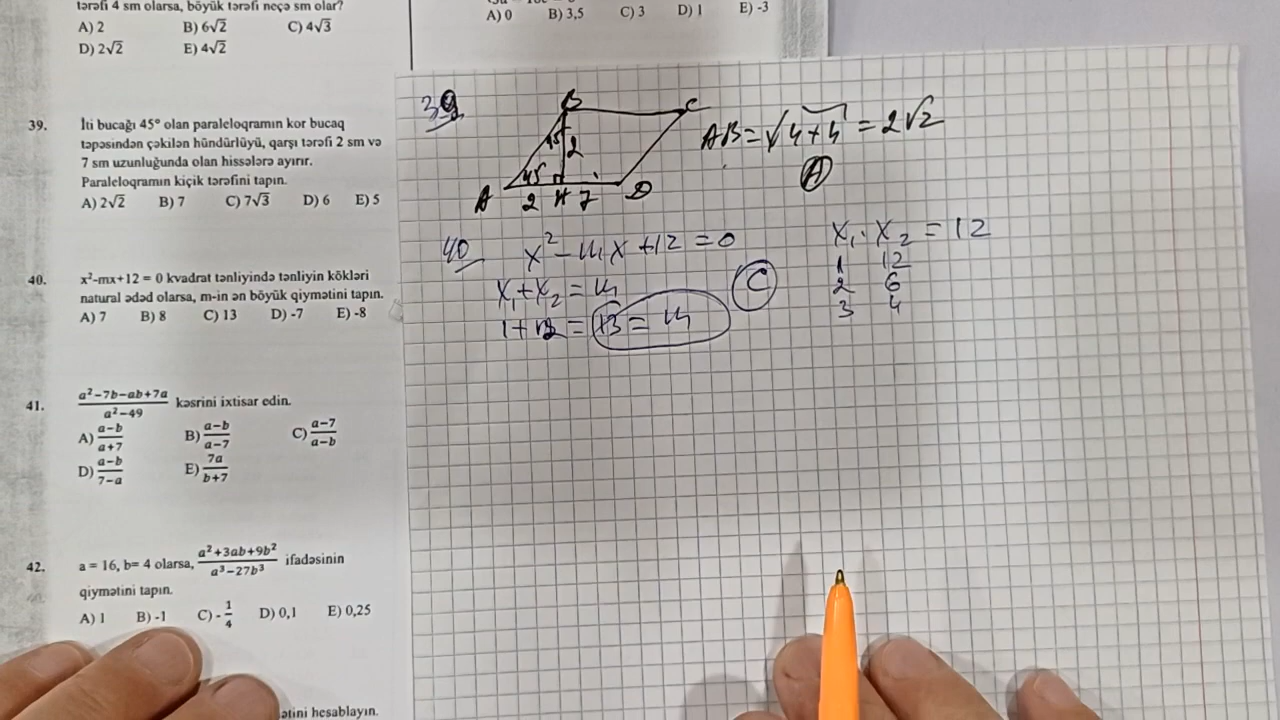 tərəfi 4 sm olarsa, böyük tərəfi neçə sm olar?
A) 2 B) 6√2 C) 4√3
D) 2√2 E) 4√2
A) 0 B) 3,5 C) 3 D) 1 E) -3
39. İti bucağı 45° olan paraleloqramın kor bucaq
təpəsindən çəkilən hündürlüyü, qarşı tərəfi 2 sm və
7 sm uzunluğunda olan hissələrə ayırır.
Paraleloqramın kiçik tərəfini tapın.
A) 2√2 B) 7 C) 7√3 D) 6 E) 5
40. x²-mx+12 = 0 kvadrat tənliyində tənliyin kökləri
natural ədəd olarsa, m-in ən böyük qiymətini tapın.
A) 7 B) 8 C) 13 D) -7 E) -8
41. (a²−7b−ab+7a)/(a²−49) kəsrini ixtisar edin.
A) (a−b)/(a+7) B) (a−b)/(a−7) C) (a−7)/(a−b)
D) (a−b)/(7−a) E) 7a/(b+7)
42. a = 16, b= 4 olarsa, (a²+3ab+9b²)/(a³−27b³) ifadəsinin
qiymətini tapın.
A) 1 B) -1 C) -1/4 D) 0,1 E) 0,25
ətini hesablayın.
39
B C
45 2
45
A 2 H 7 D
AB = √4+4 = 2√2
A
40 x² − mx + 12 = 0
x₁ + x₂ = m
1 + 12 = 13 = m
C
x₁ · x₂ = 12
1 12
2 6
3 4